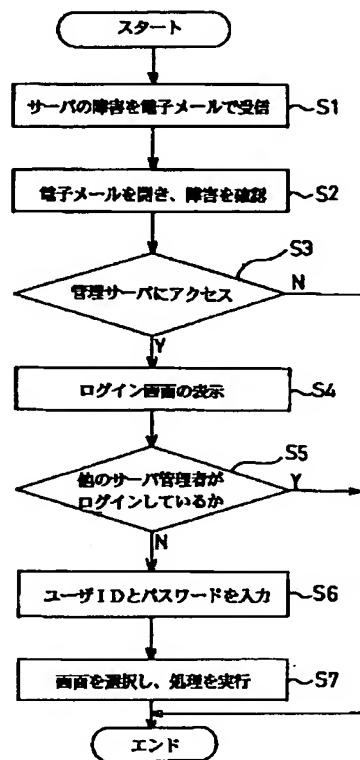 スタート
サーバの障害を電子メールで受信
S1
電子メールを開き、障害を確認
S2
S3
管理サーバにアクセス
N
Y
ログイン画面の表示
S4
S5
他のサーバ管理者が
ログインしているか
Y
N
ユーザIDとパスワードを入力
S6
画面を選択し、処理を実行
S7
エンド